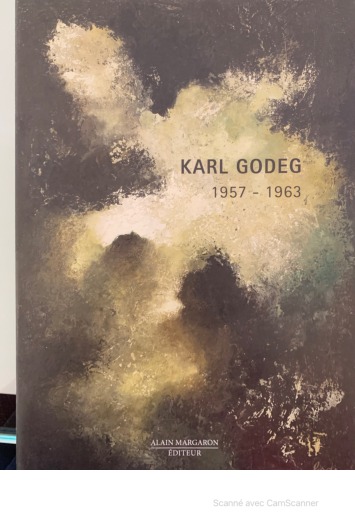 KARL GODEG
1957 - 1963
ALAIN MARGARON
ÉDITEUR
Scanné avec CamScanner